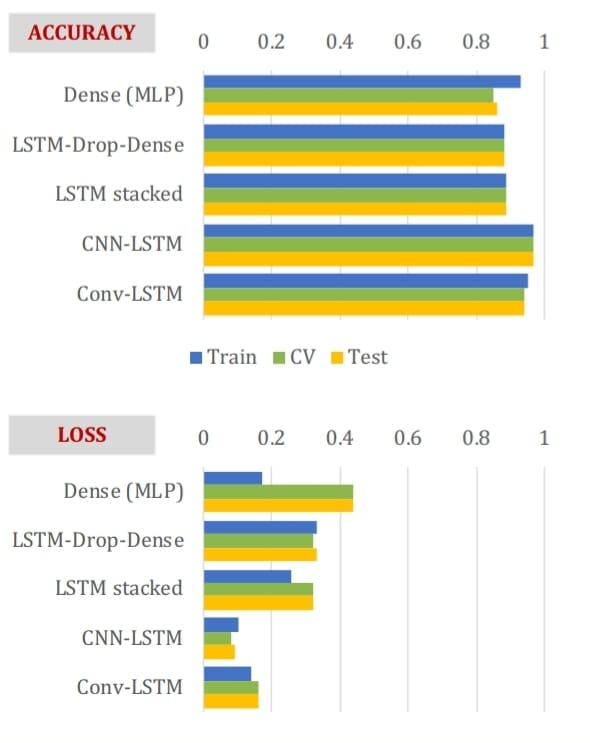 ACCURACY
0 0.2 0.4 0.6 0.8 1
Dense (MLP)
LSTM-Drop-Dense
LSTM stacked
CNN-LSTM
Conv-LSTM
Train CV Test
LOSS
0 0.2 0.4 0.6 0.8 1
Dense (MLP)
LSTM-Drop-Dense
LSTM stacked
CNN-LSTM
Conv-LSTM